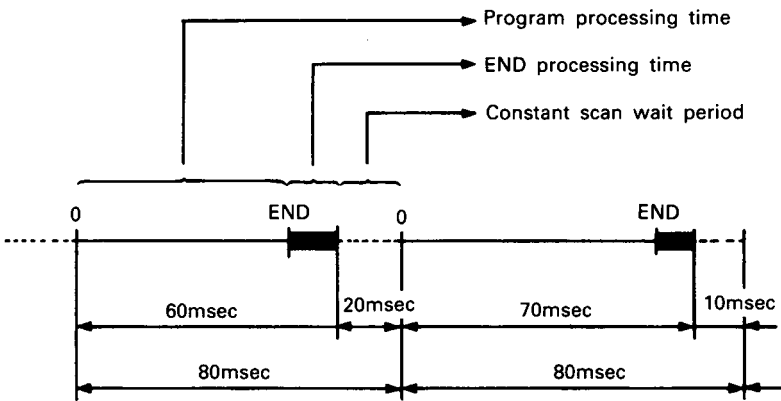 Program processing time
END processing time
Constant scan wait period
0 END 0 END
60msec 20msec 70msec 10msec
80msec 80msec